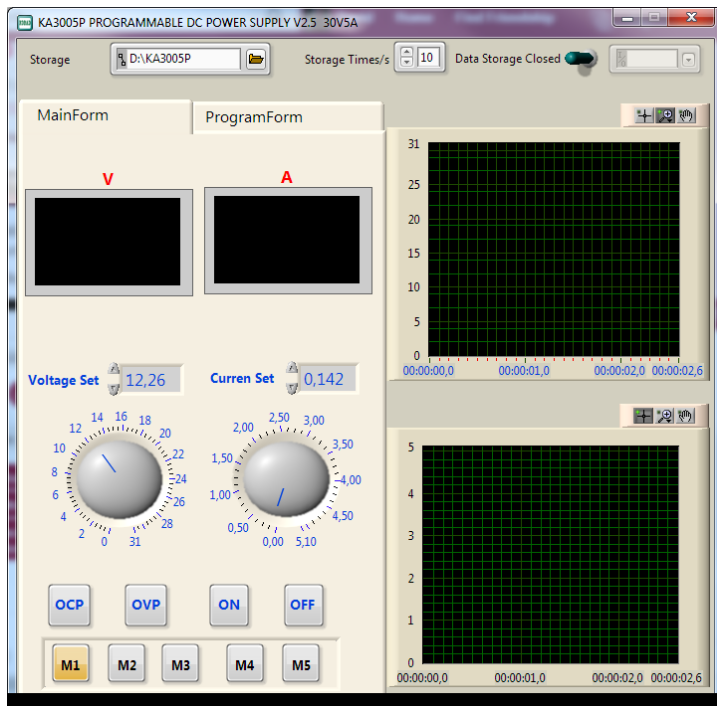 KA3005P PROGRAMMABLE DC POWER SUPPLY V2.5 30V5A
Storage D:\KA3005P Storage Times/s 10 Data Storage Closed
MainForm ProgramForm
V A
Voltage Set 12,26 Curren Set 0,142
0 2 4 6 8 10 12 14 16 18 20 22 24 26 28 31
0,00 0,50 1,00 1,50 2,00 2,50 3,00 3,50 4,00 4,50 5,10
OCP OVP ON OFF
M1 M2 M3 M4 M5
31
25
20
15
10
5
0
00:00:00,0 00:00:01,0 00:00:02,0 00:00:02,6
5
4
3
2
1
0
00:00:00,0 00:00:01,0 00:00:02,0 00:00:02,6